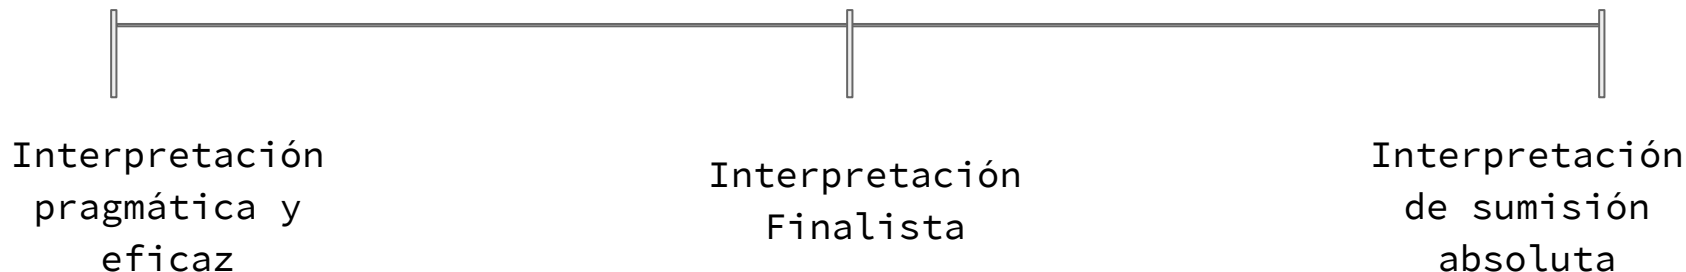 Interpretación
pragmática y
eficaz
Interpretación
Finalista
Interpretación
de sumisión
absoluta